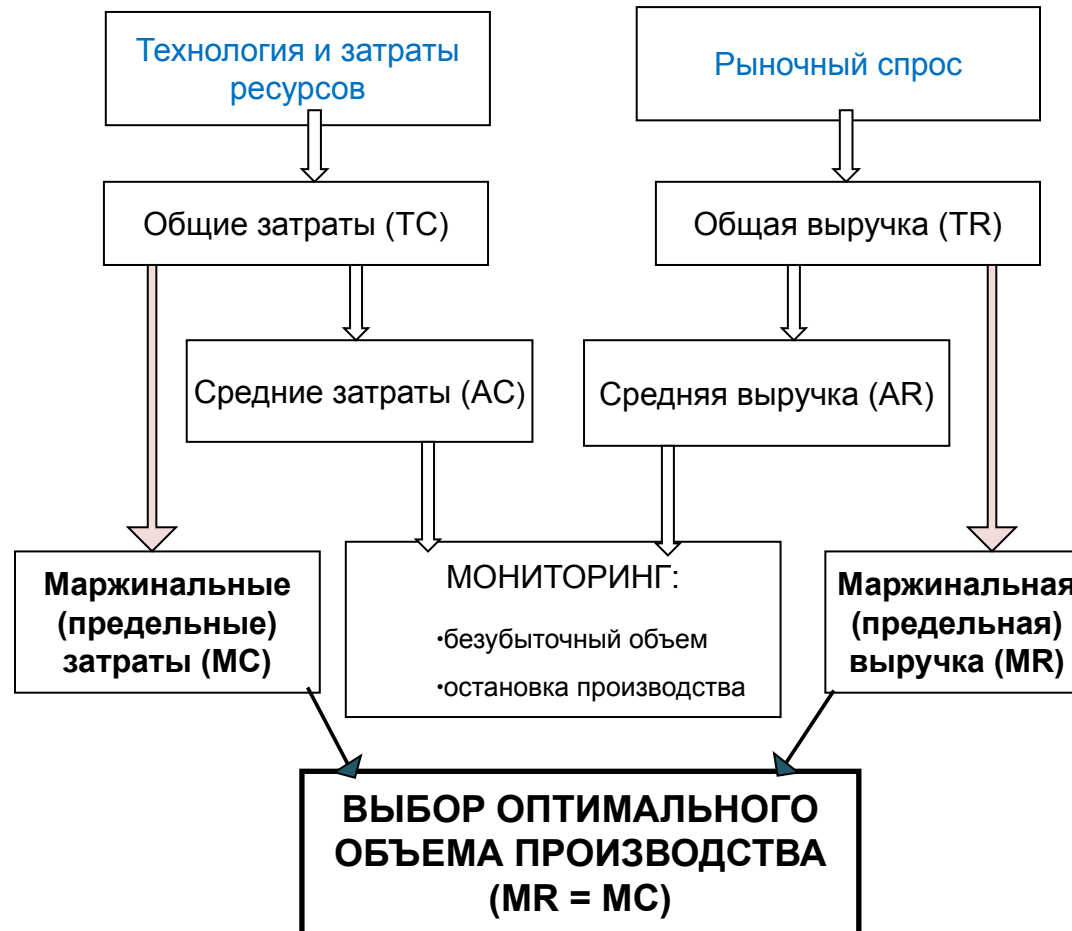 Технология и затраты
ресурсов
Рыночный спрос
Общие затраты (TC)
Общая выручка (TR)
Средние затраты (AC)
Средняя выручка (AR)
Маржинальные
(предельные)
затраты (MC)
МОНИТОРИНГ:
•безубыточный объем
•остановка производства
Маржинальная
(предельная)
выручка (MR)
ВЫБОР ОПТИМАЛЬНОГО
ОБЪЕМА ПРОИЗВОДСТВА
(MR = MC)